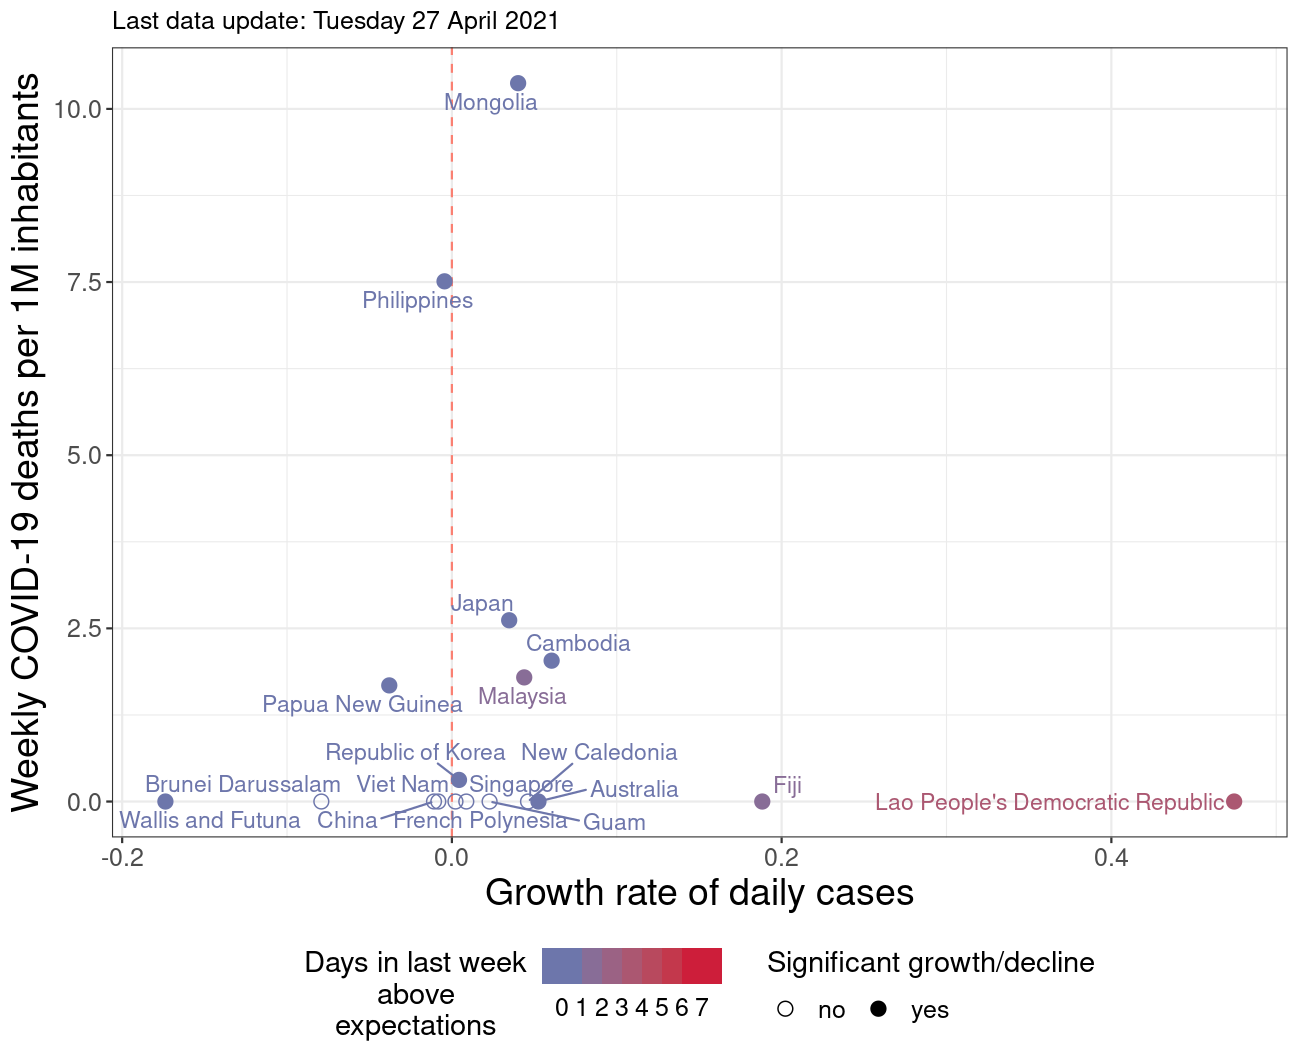 Last data update: Tuesday 27 April 2021
Weekly COVID-19 deaths per 1M inhabitants
10.0
7.5
5.0
2.5
0.0
Mongolia
Philippines
Japan
Cambodia
Malaysia
Papua New Guinea
Republic of Korea
New Caledonia
Brunei Darussalam
Viet Nam
Singapore
Australia
Fiji
Lao People's Democratic Republic
Wallis and Futuna
China
French Polynesia
Guam
-0.2
0.0
0.2
0.4
Growth rate of daily cases
Days in last week
above
expectations
0 1 2 3 4 5 6 7
Significant growth/decline
no
yes